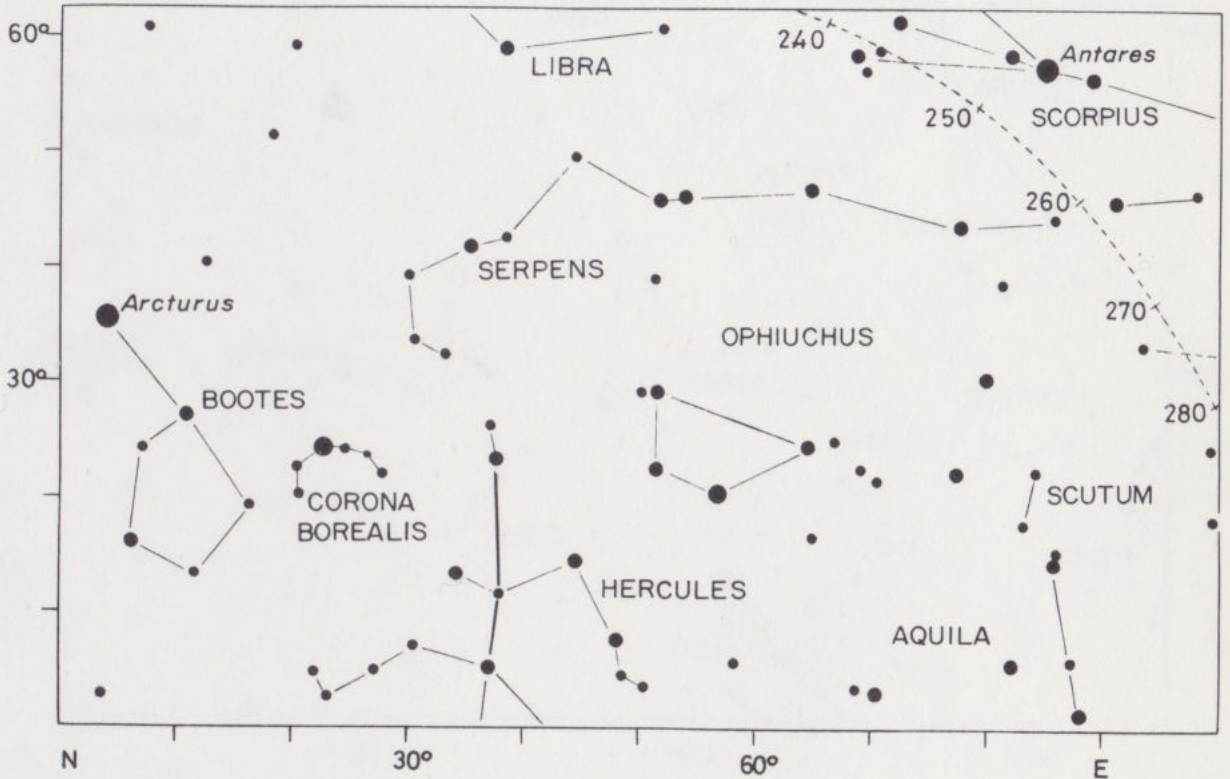 60°
240
LIBRA
Antares
250
SCORPIUS
260
SERPENS
Arcturus
270
OPHIUCHUS
30°
BOOTES
280
CORONA
BOREALIS
SCUTUM
HERCULES
AQUILA
N
30°
60°
E